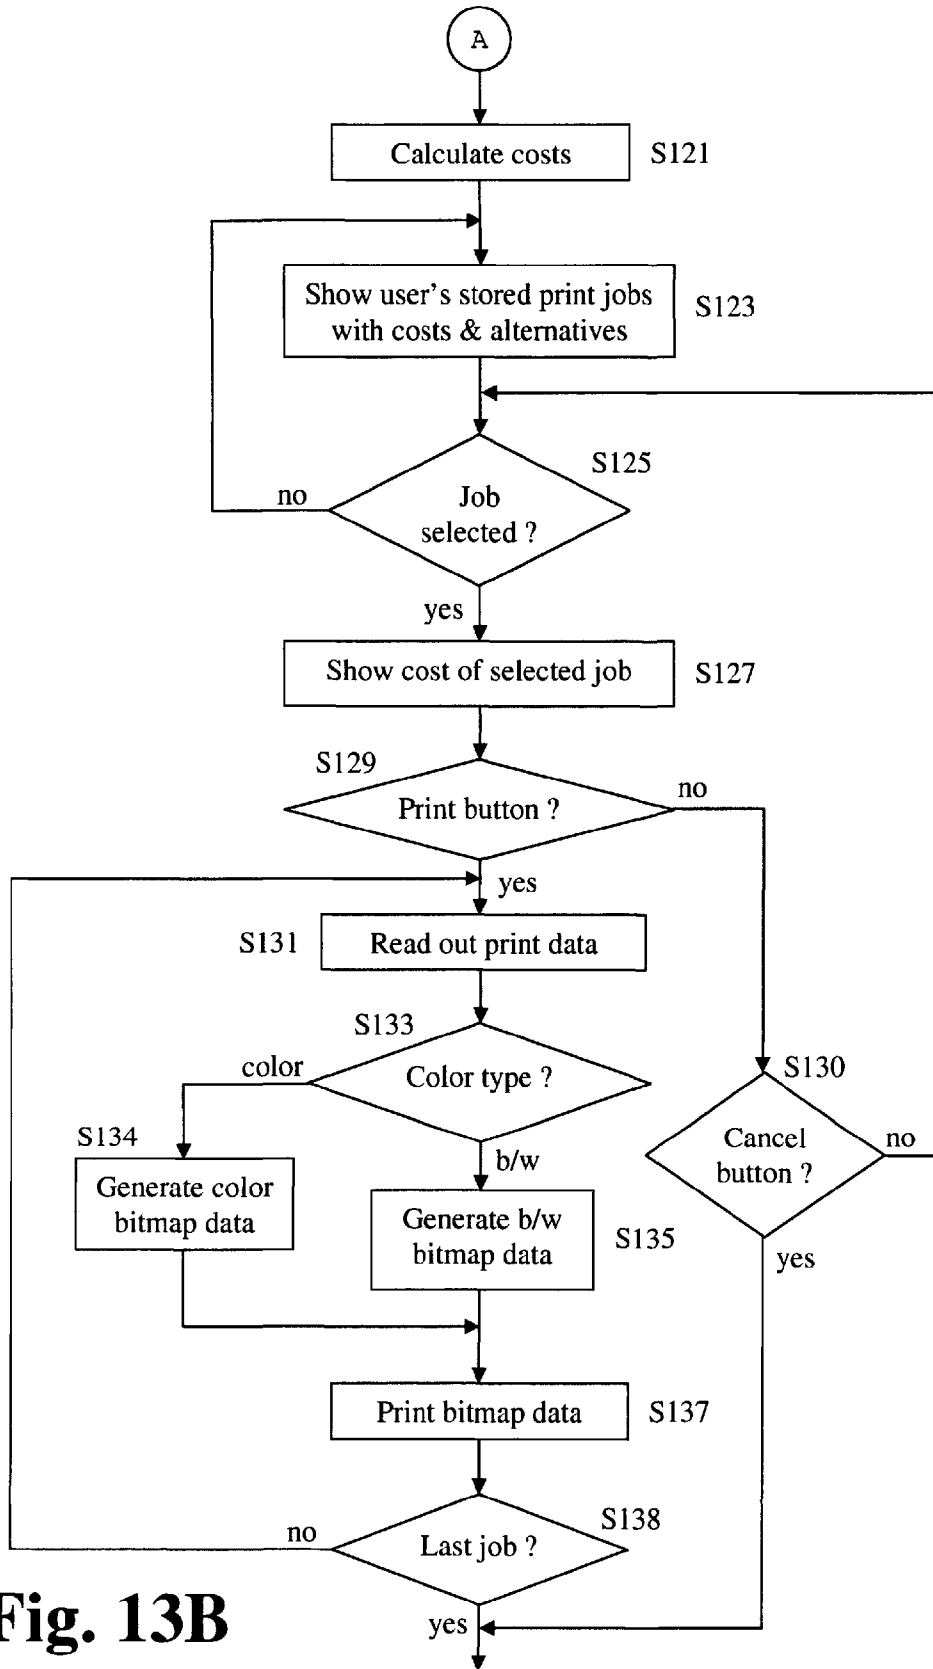 A
Calculate costs
S121
Show user's stored print jobs
with costs & alternatives
S123
S125
no
Job
selected ?
yes
Show cost of selected job
S127
S129
Print button ?
no
yes
S131
Read out print data
S133
color
Color type ?
S130
Cancel
button ?
no
S134
b/w
Generate color
bitmap data
Generate b/w
bitmap data
S135
yes
Print bitmap data
S137
S138
no
Last job ?
Fig. 13B
yes